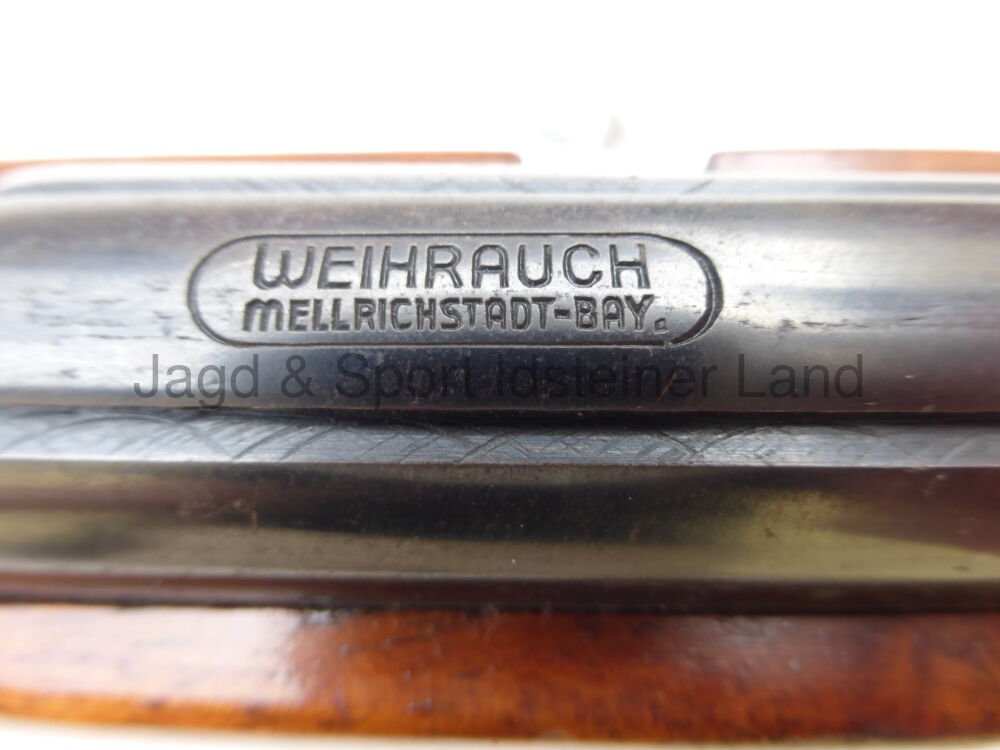 WEIHRAUCH
MELLRICHSTADT-BAY.
Jagd & Sport Idsteiner Land